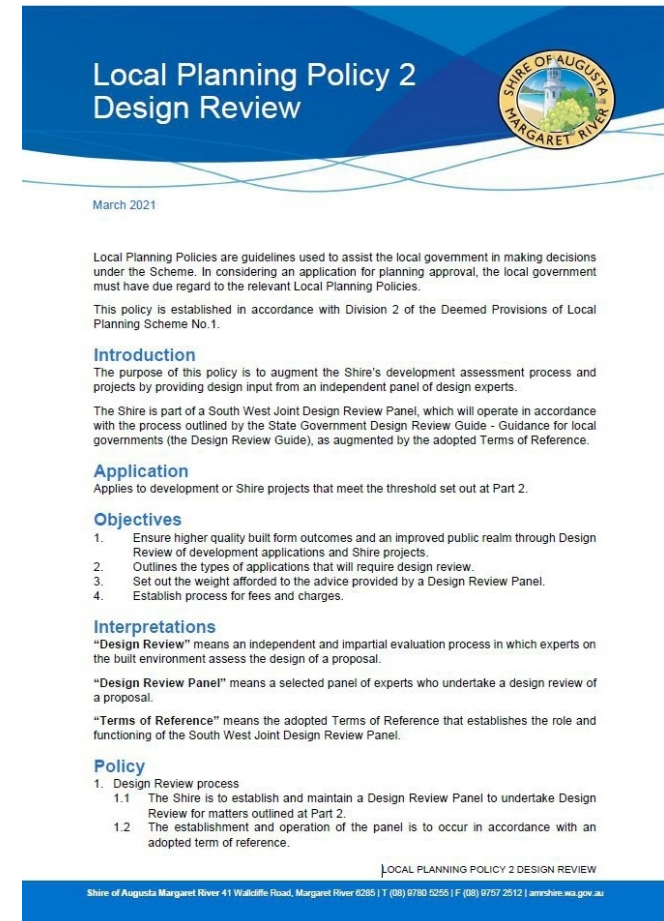 Local Planning Policy 2
Design Review
SHIRE OF AUGUSTA
MARGARET RIVER
March 2021
Local Planning Policies are guidelines used to assist the local government in making decisions
under the Scheme. In considering an application for planning approval, the local government
must have due regard to the relevant Local Planning Policies.
This policy is established in accordance with Division 2 of the Deemed Provisions of Local
Planning Scheme No.1.
Introduction
The purpose of this policy is to augment the Shire's development assessment process and
projects by providing design input from an independent panel of design experts.
The Shire is part of a South West Joint Design Review Panel, which will operate in accordance
with the process outlined by the State Government Design Review Guide - Guidance for local
governments (the Design Review Guide), as augmented by the adopted Terms of Reference.
Application
Applies to development or Shire projects that meet the threshold set out at Part 2.
Objectives
1. Ensure higher quality built form outcomes and an improved public realm through Design
Review of development applications and Shire projects.
2. Outlines the types of applications that will require design review.
3. Set out the weight afforded to the advice provided by a Design Review Panel.
4. Establish process for fees and charges.
Interpretations
“Design Review” means an independent and impartial evaluation process in which experts on
the built environment assess the design of a proposal.
“Design Review Panel” means a selected panel of experts who undertake a design review of
a proposal.
“Terms of Reference” means the adopted Terms of Reference that establishes the role and
functioning of the South West Joint Design Review Panel.
Policy
1. Design Review process
1.1 The Shire is to establish and maintain a Design Review Panel to undertake Design
Review for matters outlined at Part 2.
1.2 The establishment and operation of the panel is to occur in accordance with an
adopted term of reference.
LOCAL PLANNING POLICY 2 DESIGN REVIEW
Shire of Augusta Margaret River 41 Wallcliffe Road, Margaret River 6285 | T (08) 9780 5255 | F (08) 9757 2512 | amrshire.wa.gov.au